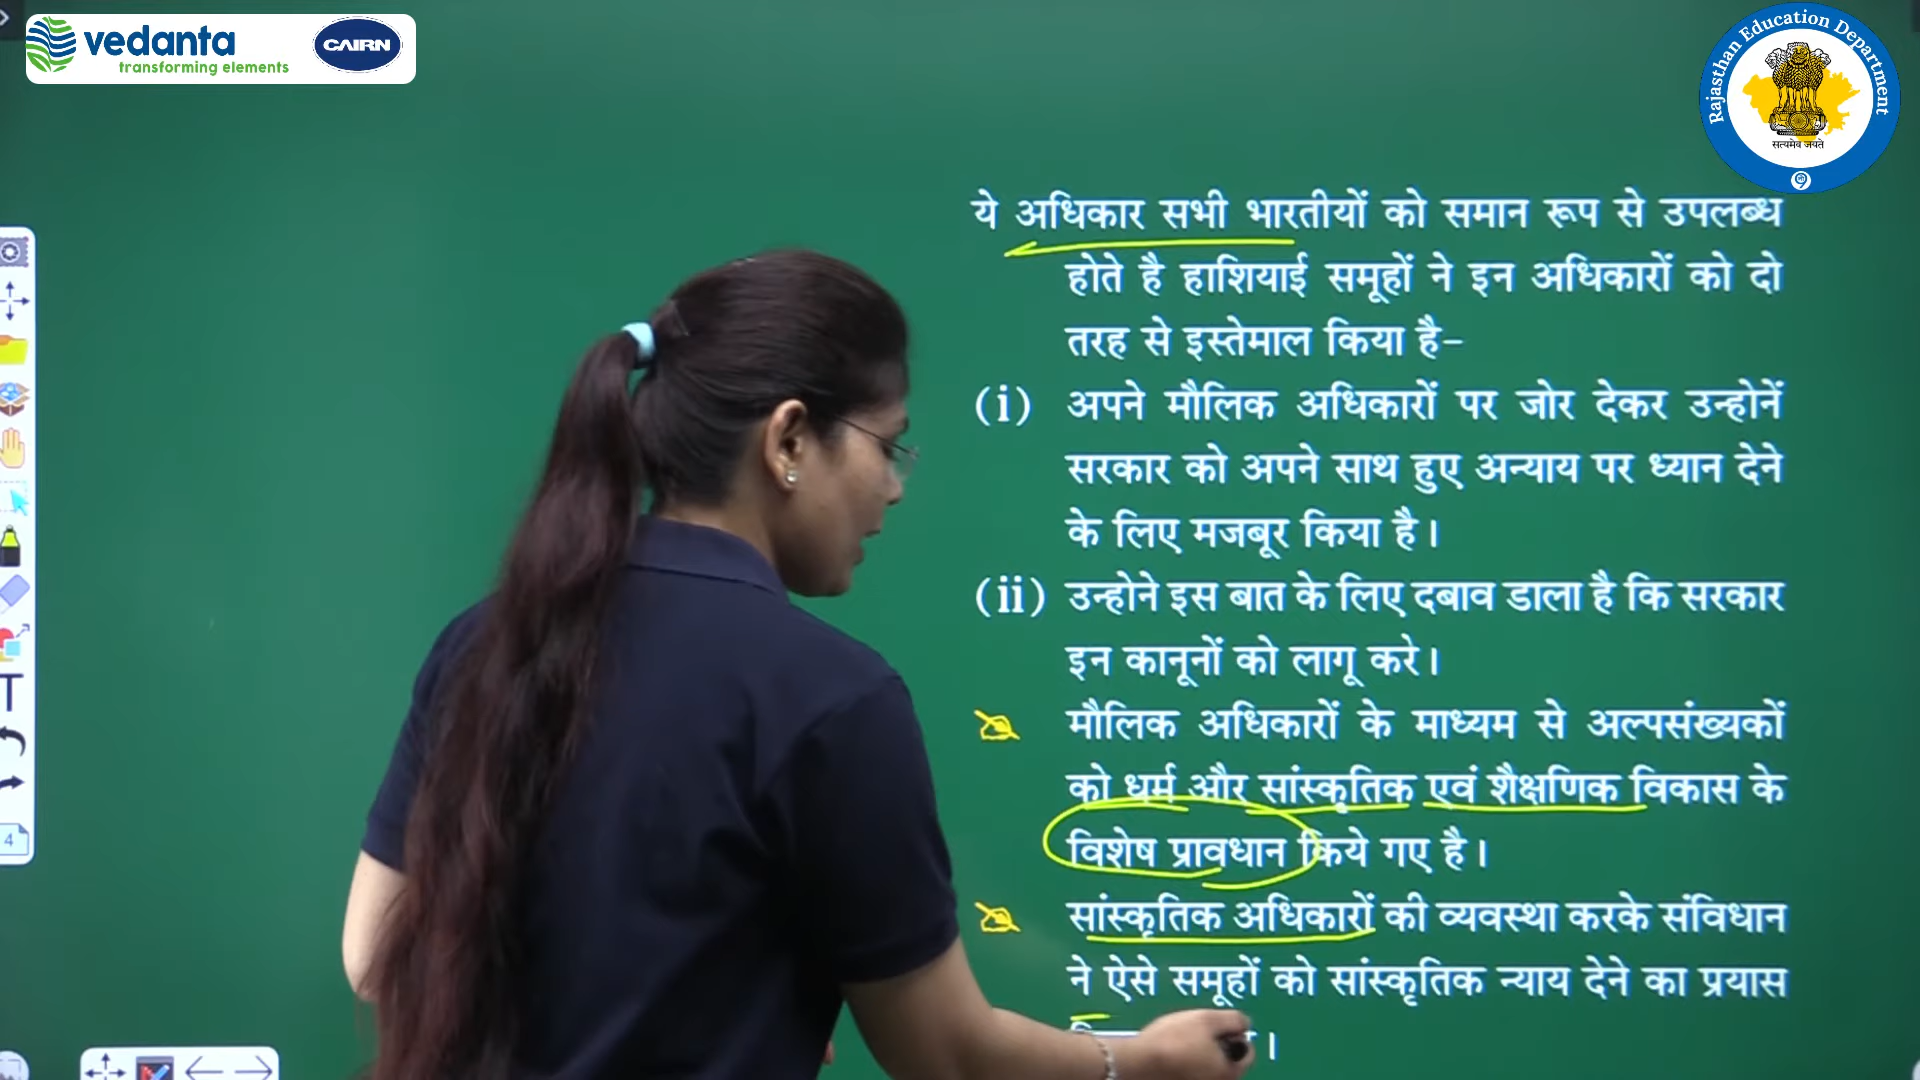 vedanta
transforming elements
CAIRN
Rajasthan Education Department
सत्यमेव जयते
ये अधिकार सभी भारतीयों को समान रूप से उपलब्ध
होते है हाशियाई समूहों ने इन अधिकारों को दो
तरह से इस्तेमाल किया है–
(i) अपने मौलिक अधिकारों पर जोर देकर उन्होनें
सरकार को अपने साथ हुए अन्याय पर ध्यान देने
के लिए मजबूर किया है।
(ii) उन्होने इस बात के लिए दबाव डाला है कि सरकार
इन कानूनों को लागू करे।
मौलिक अधिकारों के माध्यम से अल्पसंख्यकों
को धर्म और सांस्कृतिक एवं शैक्षणिक विकास के
विशेष प्रावधान किये गए है।
सांस्कृतिक अधिकारों की व्यवस्था करके संविधान
ने ऐसे समूहों को सांस्कृतिक न्याय देने का प्रयास
T
4